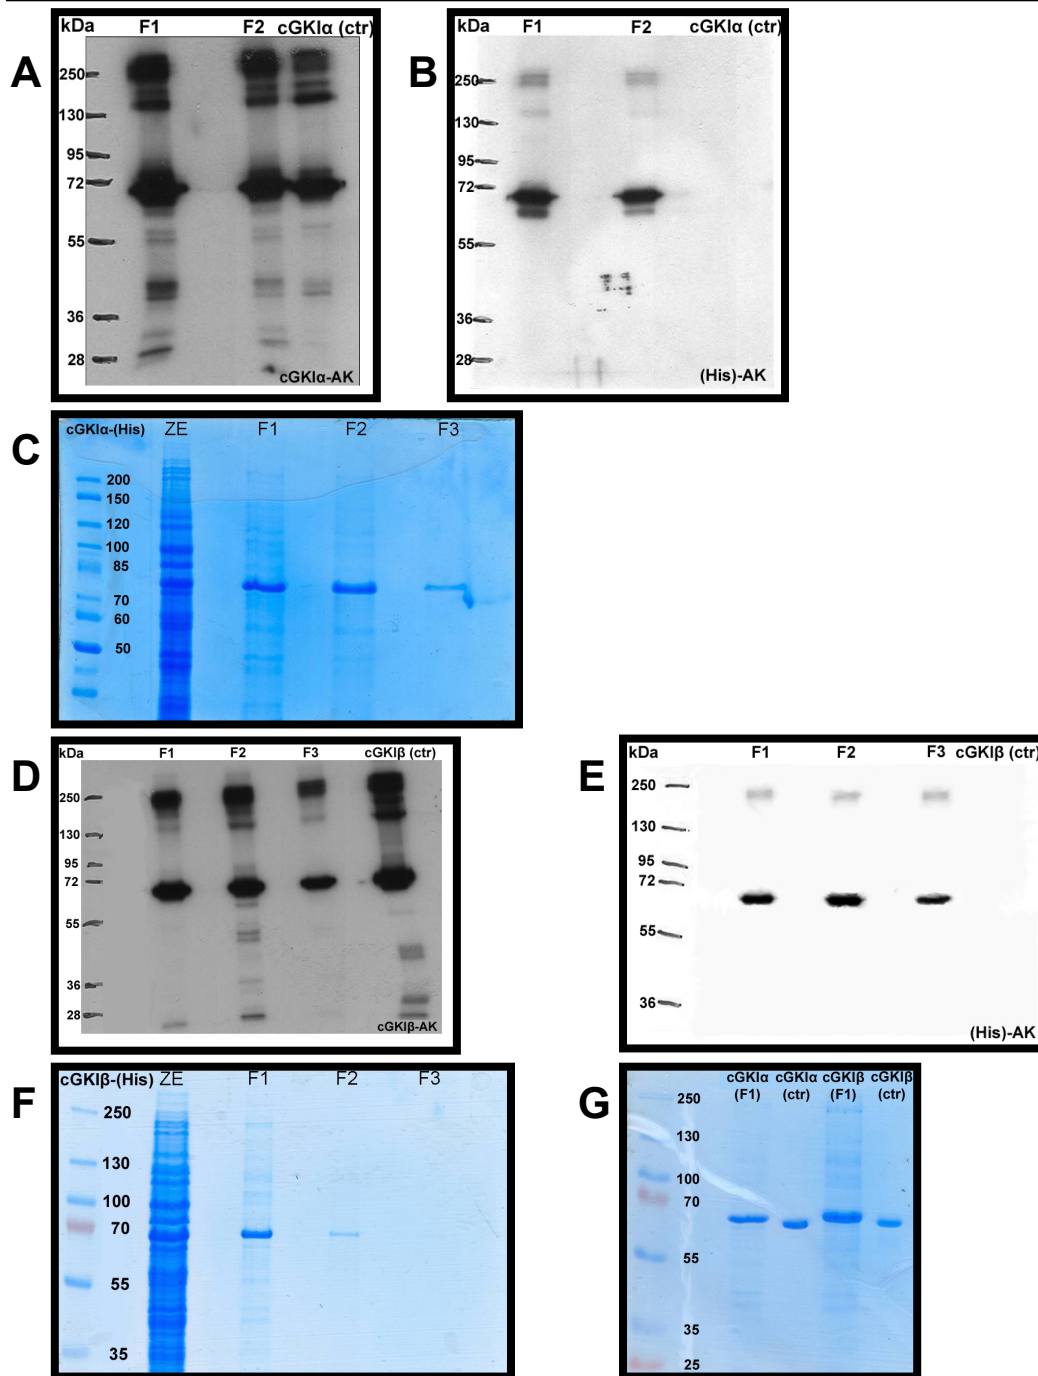 A
kDa F1 F2 cGKIα (ctr)
250
130
95
72
55
36
28
cGKIα-AK
B
kDa F1 F2 cGKIα (ctr)
250
130
95
72
55
36
28
(His)-AK
C
cGKIα-(His) ZE F1 F2 F3
200
150
120
100
85
70
60
50
D
kDa F1 F2 F3 cGKIβ (ctr)
250
130
95
72
55
36
28
cGKIβ-AK
E
kDa F1 F2 F3 cGKIβ (ctr)
250
130
95
72
55
36
(His)-AK
F
cGKIβ-(His) ZE F1 F2 F3
250
130
100
70
55
35
G
cGKIα cGKIα cGKIβ cGKIβ
(F1) (ctr) (F1) (ctr)
250
130
100
70
55
35
25